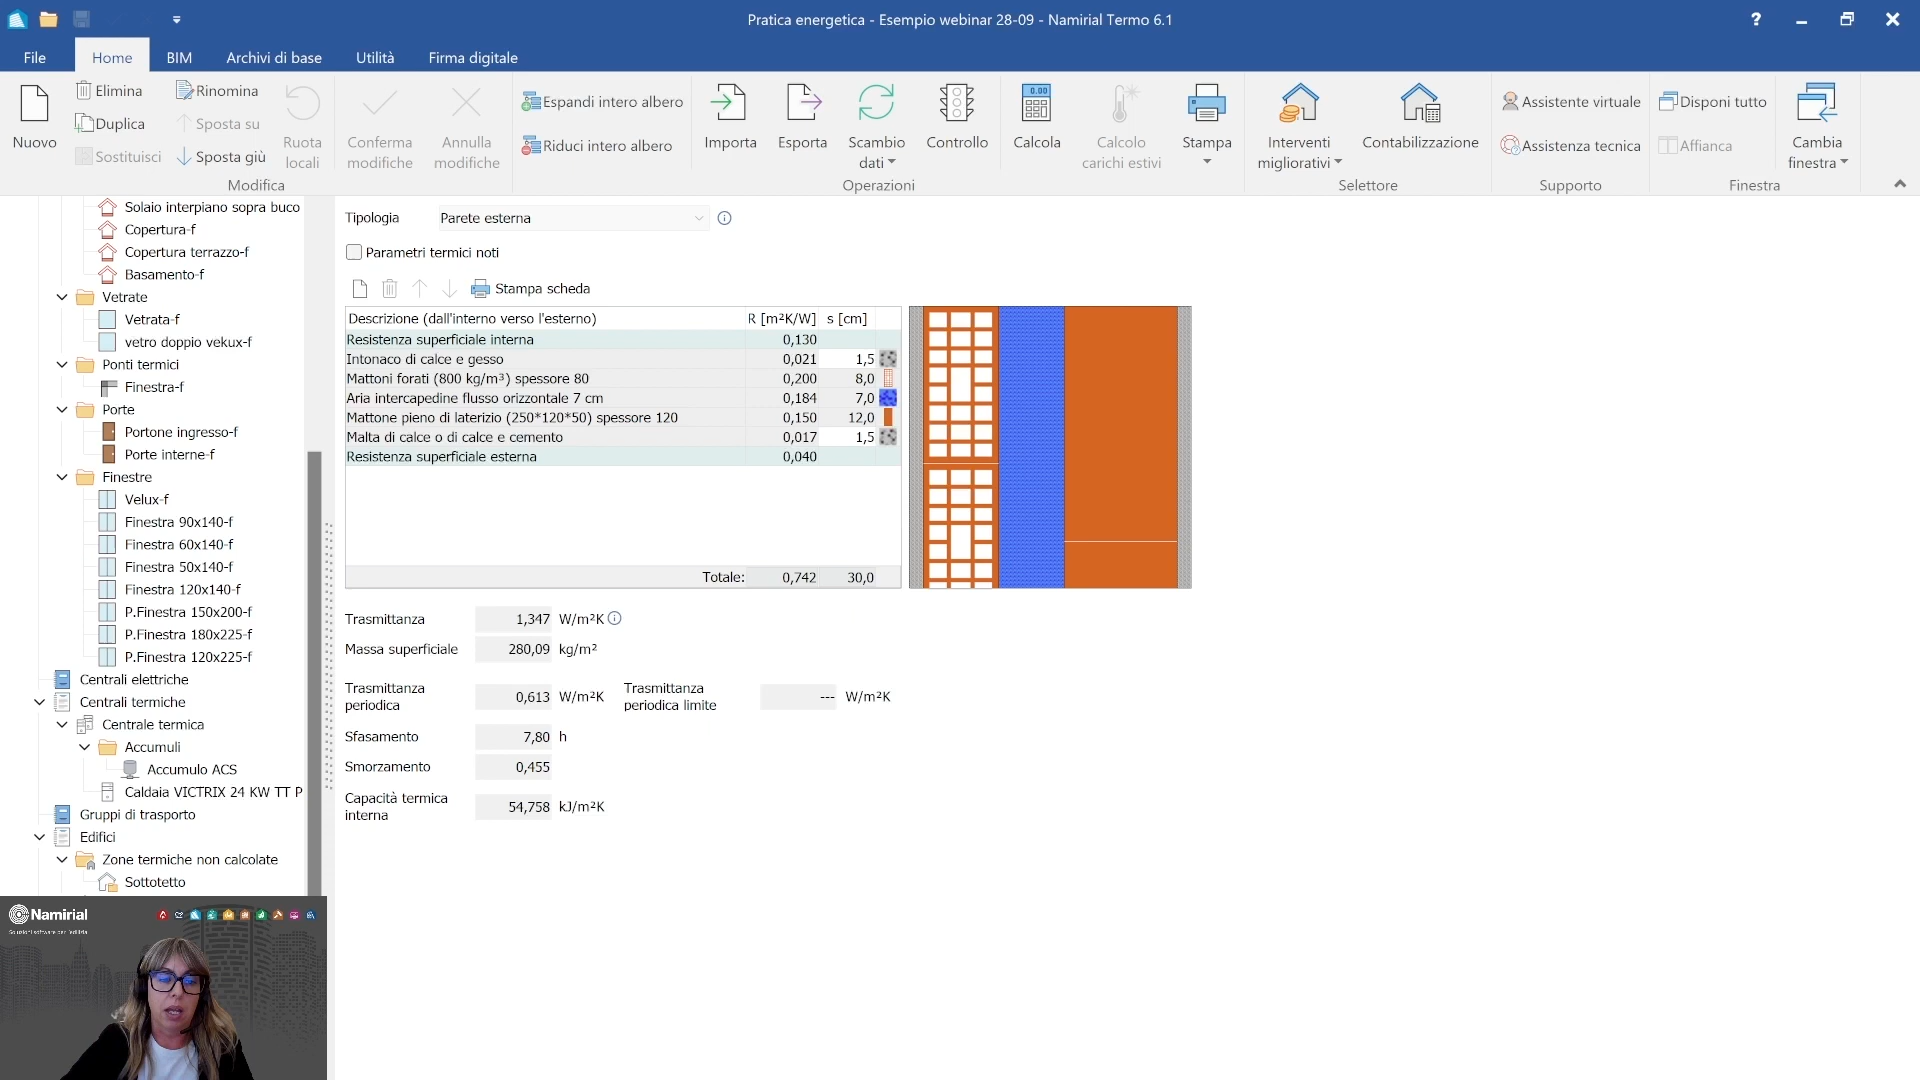 Pratica energetica - Esempio webinar 28-09 - Namirial Termo 6.1
File Home BIM Archivi di base Utilità Firma digitale
Nuovo
Elimina
Duplica
Sostituisci
Rinomina
Sposta su
Sposta giù
Ruota locali
Modifica
Conferma modifiche
Annulla modifiche
Espandi intero albero
Riduci intero albero
Importa
Esporta
Scambio dati
Controllo
Operazioni
0.00
Calcola
Calcolo carichi estivi
Stampa
Interventi migliorativi
Contabilizzazione
Selettore
Assistente virtuale
Assistenza tecnica
Supporto
Disponi tutto
Affianca
Cambia finestra
Finestra
Solaio interpiano sopra buco
Copertura-f
Copertura terrazzo-f
Basamento-f
Vetrate
Vetrata-f
vetro doppio vekux-f
Ponti termici
Finestra-f
Porte
Portone ingresso-f
Porte interne-f
Finestre
Velux-f
Finestra 90x140-f
Finestra 60x140-f
Finestra 50x140-f
Finestra 120x140-f
P.Finestra 150x200-f
P.Finestra 180x225-f
P.Finestra 120x225-f
Centrali elettriche
Centrali termiche
Centrale termica
Accumuli
Accumulo ACS
Caldaia VICTRIX 24 KW TT P
Gruppi di trasporto
Edifici
Zone termiche non calcolate
Sottotetto
Namirial
Soluzioni software per l'edilizia
Tipologia Parete esterna
Parametri termici noti
Stampa scheda
Descrizione (dall'interno verso l'esterno) R [m²K/W] s [cm]
Resistenza superficiale interna 0,130
Intonaco di calce e gesso 0,021 1,5
Mattoni forati (800 kg/m³) spessore 80 0,200 8,0
Aria intercapedine flusso orizzontale 7 cm 0,184 7,0
Mattone pieno di laterizio (250*120*50) spessore 120 0,150 12,0
Malta di calce o di calce e cemento 0,017 1,5
Resistenza superficiale esterna 0,040
Totale: 0,742 30,0
Trasmittanza 1,347 W/m²K
Massa superficiale 280,09 kg/m²
Trasmittanza periodica 0,613 W/m²K Trasmittanza periodica limite --- W/m²K
Sfasamento 7,80 h
Smorzamento 0,455
Capacità termica interna 54,758 kJ/m²K